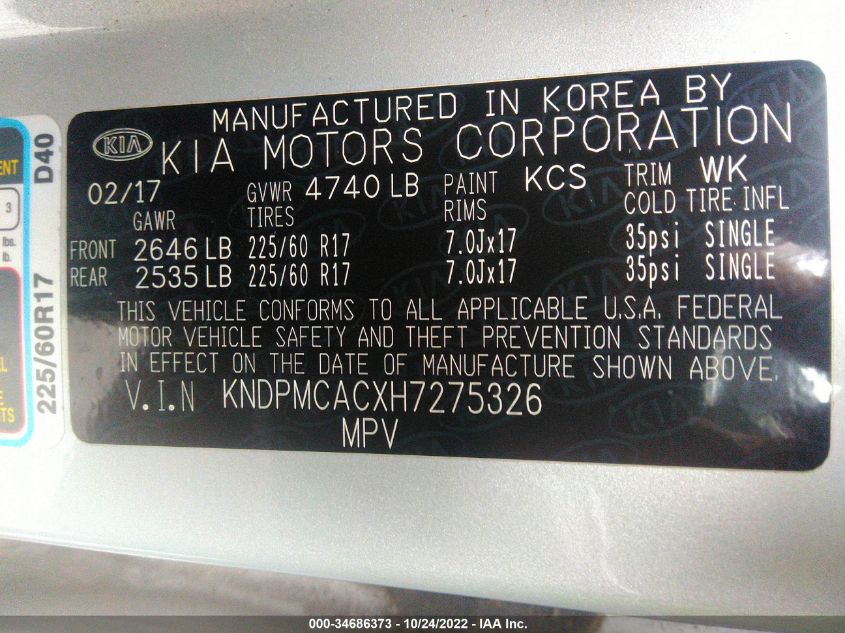 MANUFACTURED IN KOREA BY
KIA KIA MOTORS CORPORATION
02/17 GVWR 4740 LB PAINT KCS TRIM WK
GAWR TIRES RIMS COLD TIRE INFL
FRONT 2646 LB 225/60 R17 7.0Jx17 35psi SINGLE
REAR 2535 LB 225/60 R17 7.0Jx17 35psi SINGLE
THIS VEHICLE CONFORMS TO ALL APPLICABLE U.S.A. FEDERAL
MOTOR VEHICLE SAFETY AND THEFT PREVENTION STANDARDS
IN EFFECT ON THE DATE OF MANUFACTURE SHOWN ABOVE.
V.I.N KNDPMCACXH7275326
MPV
225/60R17 D40
3
lbs.
lb.
000-34686373 • 10/24/2022 - IAA Inc.